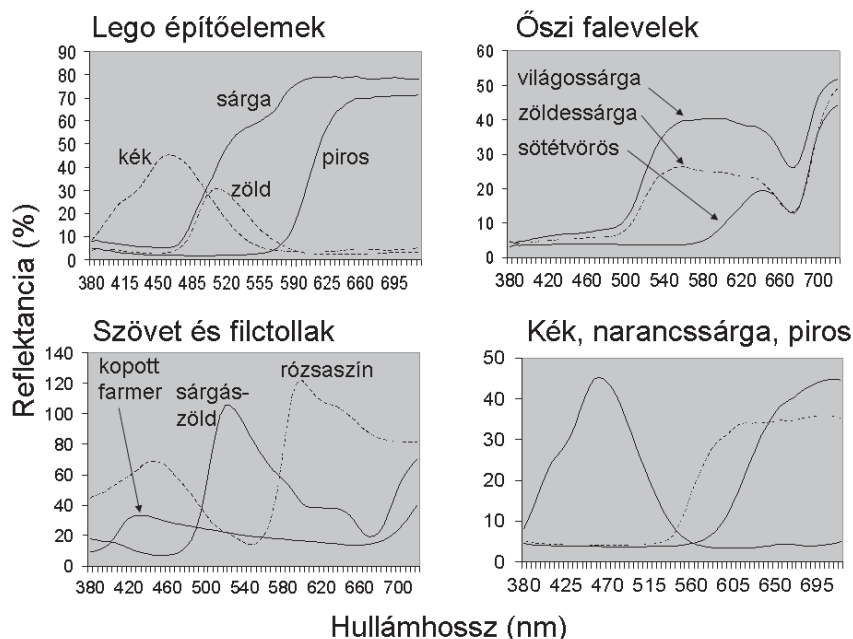 Lego építőelemek
90
80
70
60
50
40
30
20
10
0
sárga
kék
zöld
piros
380 415 450 485 520 555 590 625 660 695
Őszi falevelek
60
50
40
30
20
10
0
világossárga
zöldessárga
sötétvörös
380 420 460 500 540 580 620 660 700
Reflektancia (%)
Szövet és filctollak
140
120
100
80
60
40
20
0
kopott
farmer
sárgás-
zöld
rózsaszín
380 420 460 500 540 580 620 660 700
Kék, narancssárga, piros
50
40
30
20
10
0
380 425 470 515 560 605 650 695
Hullámhossz (nm)